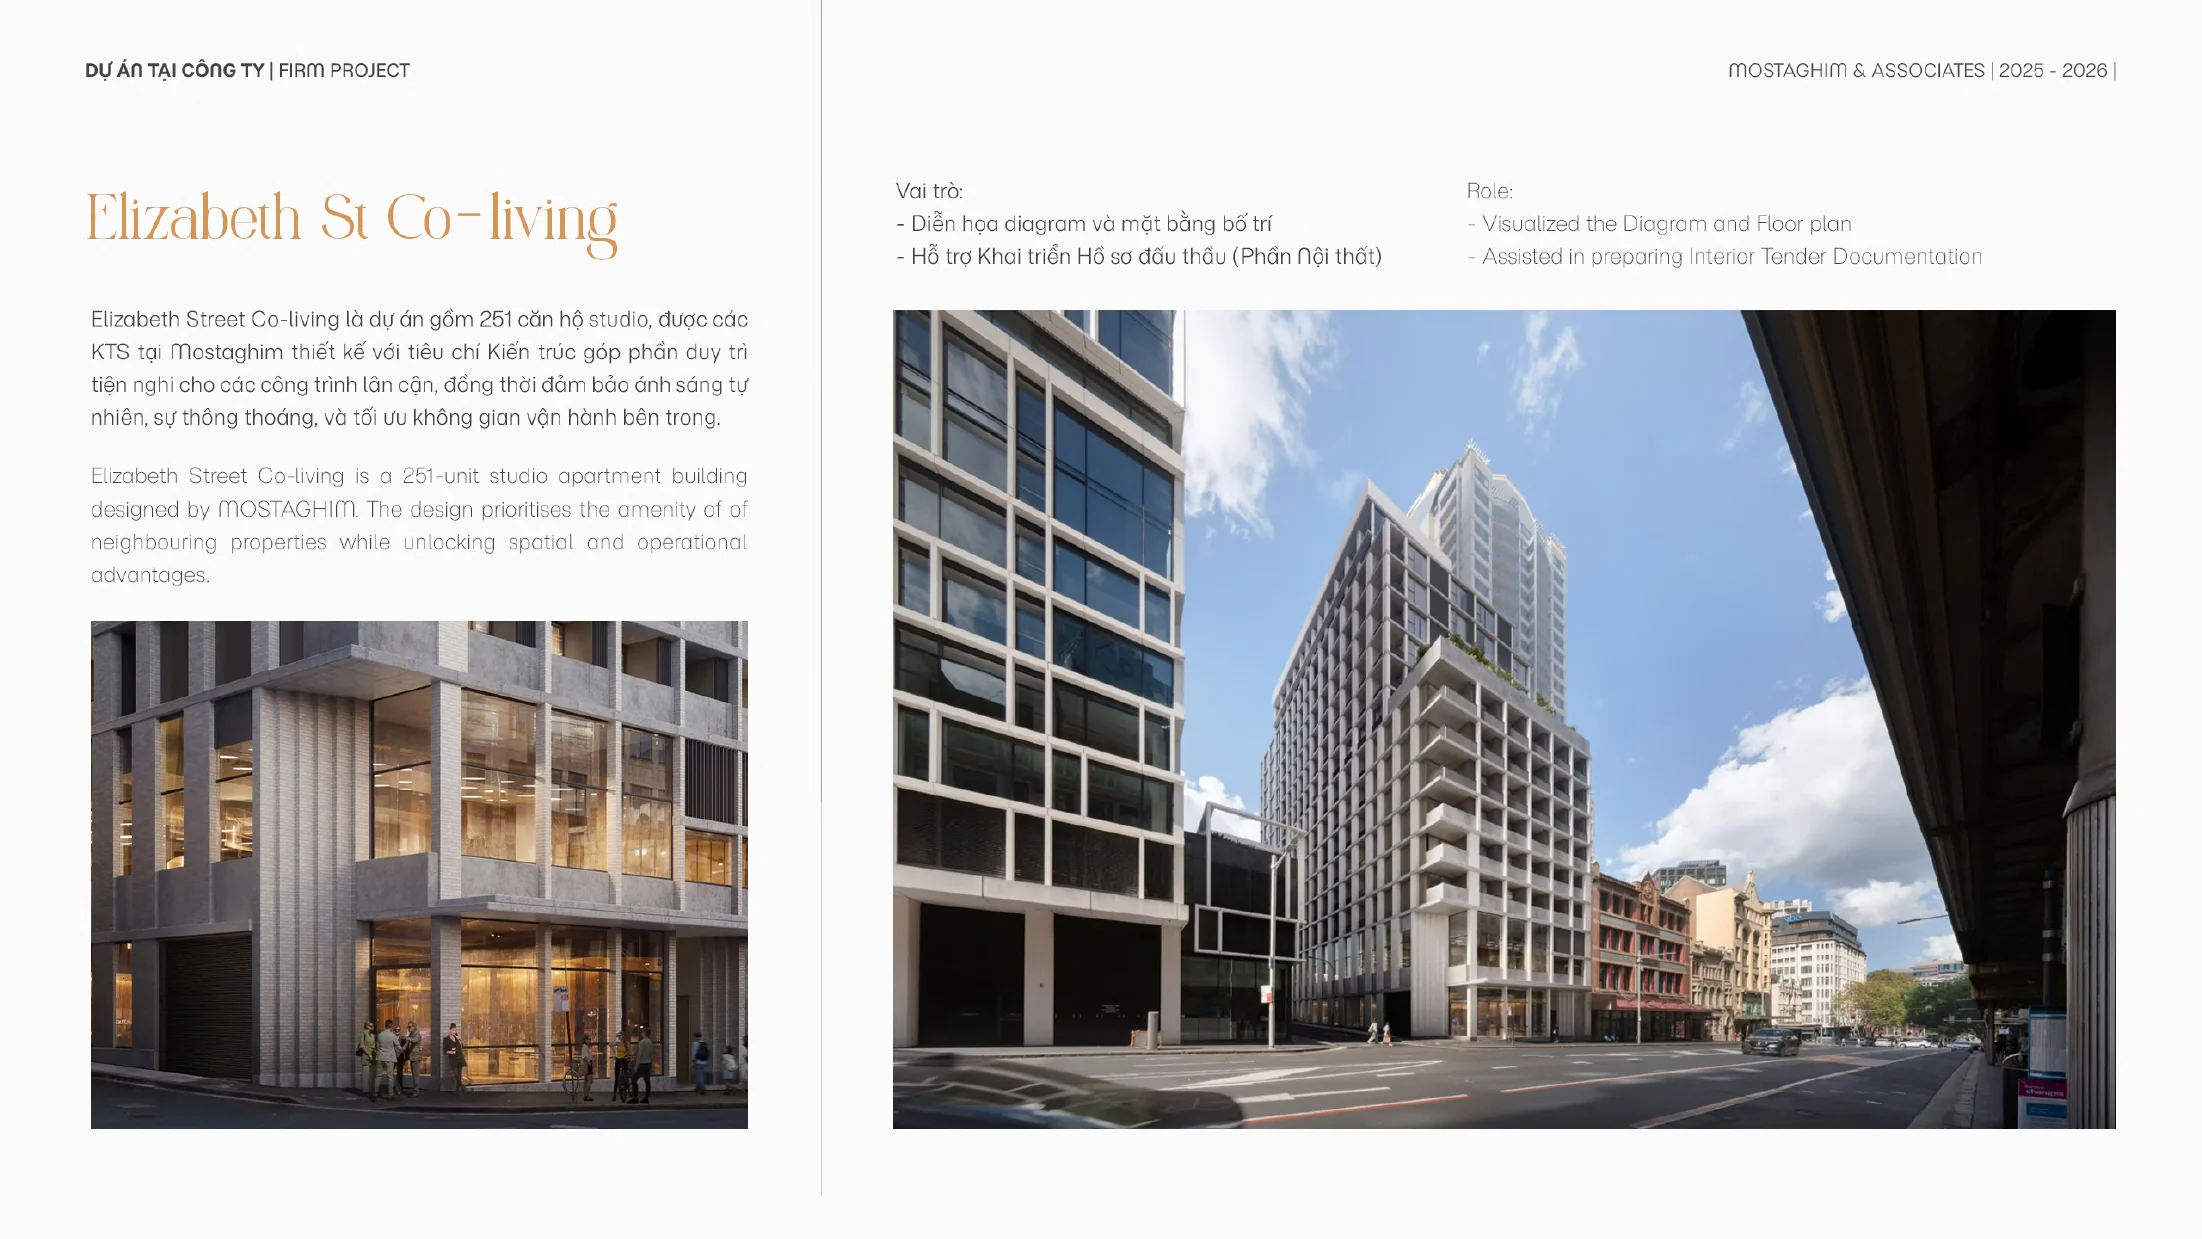 DỰ ÁN TẠI CÔNG TY | FIRM PROJECT
MOSTAGHIM & ASSOCIATES | 2025 - 2026 |
Elizabeth St Co-living
Elizabeth Street Co-living là dự án gồm 251 căn hộ studio, được các
KTS tại Mostaghim thiết kế với tiêu chí Kiến trúc góp phần duy trì
tiện nghi cho các công trình lân cận, đồng thời đảm bảo ánh sáng tự
nhiên, sự thông thoáng, và tối ưu không gian vận hành bên trong.
Elizabeth Street Co-living is a 251-unit studio apartment building
designed by MOSTAGHIM. The design prioritises the amenity of of
neighbouring properties while unlocking spatial and operational
advantages.
Vai trò:
- Diễn họa diagram và mặt bằng bố trí
- Hỗ trợ Khai triển Hồ sơ đấu thầu (Phần Nội thất)
Role:
- Visualized the Diagram and Floor plan
- Assisted in preparing Interior Tender Documentation